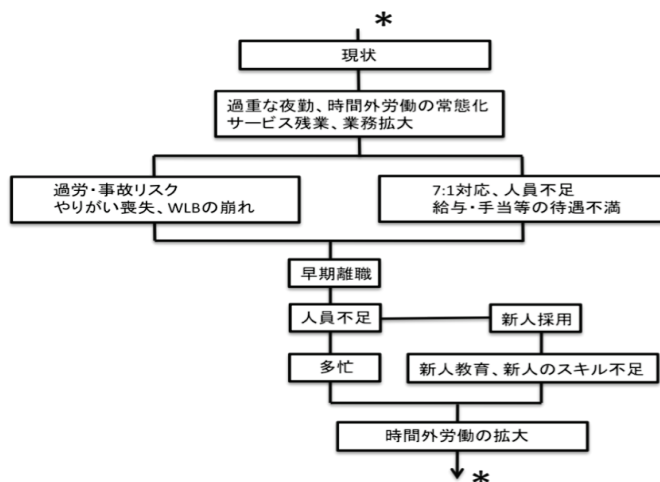 *
現状
過重な夜勤、時間外労働の常態化
サービス残業、業務拡大
過労・事故リスク
やりがい喪失、WLBの崩れ
7:1対応、人員不足
給与・手当等の待遇不満
早期離職
人員不足
新人採用
多忙
新人教育、新人のスキル不足
時間外労働の拡大
*